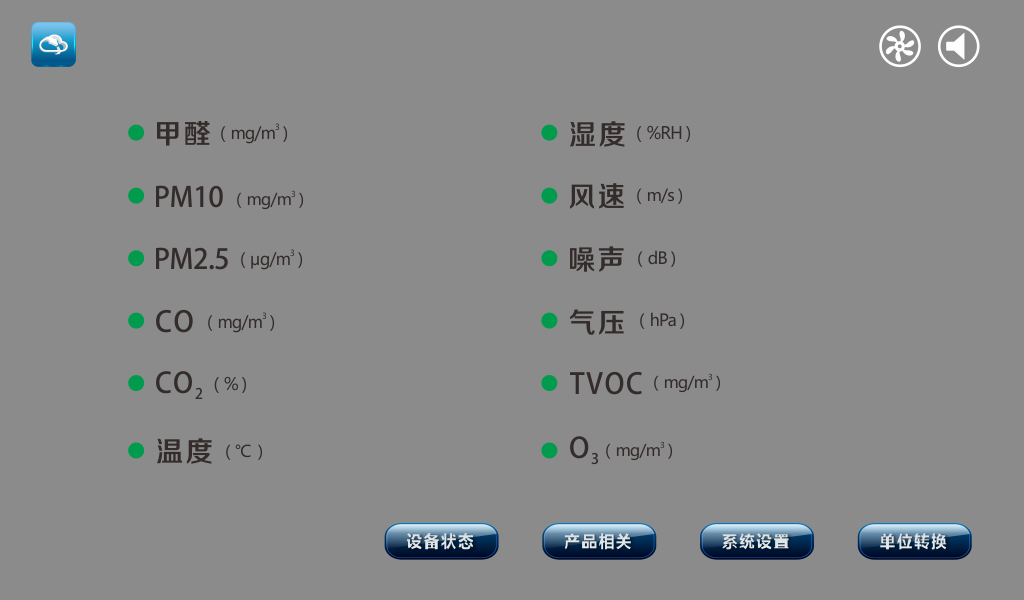 甲醛 ( mg/m³ )
PM10 ( mg/m³ )
PM2.5 ( μg/m³ )
CO ( mg/m³ )
CO₂ ( % )
温度 ( ℃ )
湿度 ( %RH )
风速 ( m/s )
噪声 ( dB )
气压 ( hPa )
TVOC ( mg/m³ )
O₃ ( mg/m³ )
设备状态
产品相关
系统设置
单位转换